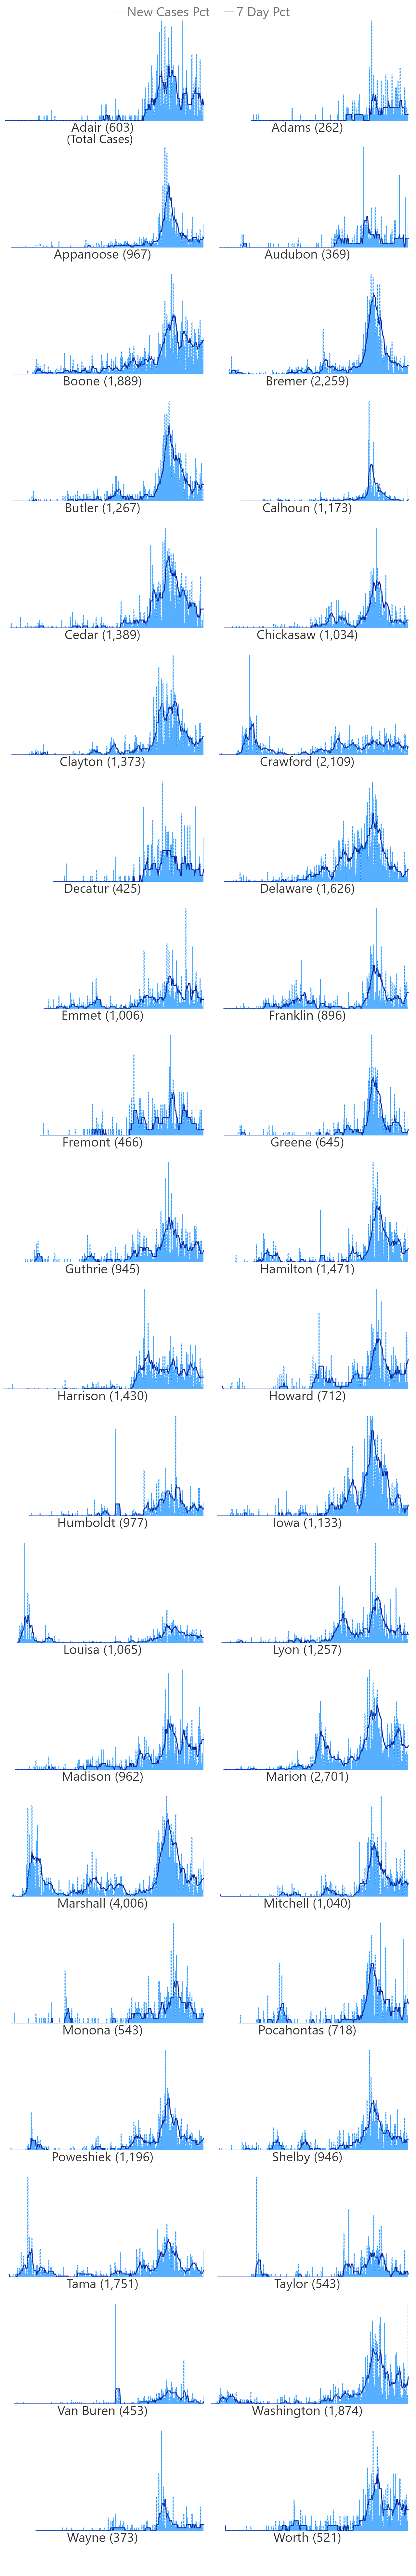 New Cases Pct 7 Day Pct
Adair (603) Adams (262)
(Total Cases)
Appanoose (967) Audubon (369)
Boone (1,889) Bremer (2,259)
Butler (1,267) Calhoun (1,173)
Cedar (1,389) Chickasaw (1,034)
Clayton (1,373) Crawford (2,109)
Decatur (425) Delaware (1,626)
Emmet (1,006) Franklin (896)
Fremont (466) Greene (645)
Guthrie (945) Hamilton (1,471)
Harrison (1,430) Howard (712)
Humboldt (977) Iowa (1,133)
Louisa (1,065) Lyon (1,257)
Madison (962) Marion (2,701)
Marshall (4,006) Mitchell (1,040)
Monona (543) Pocahontas (718)
Poweshiek (1,196) Shelby (946)
Tama (1,751) Taylor (543)
Van Buren (453) Washington (1,874)
Wayne (373) Worth (521)